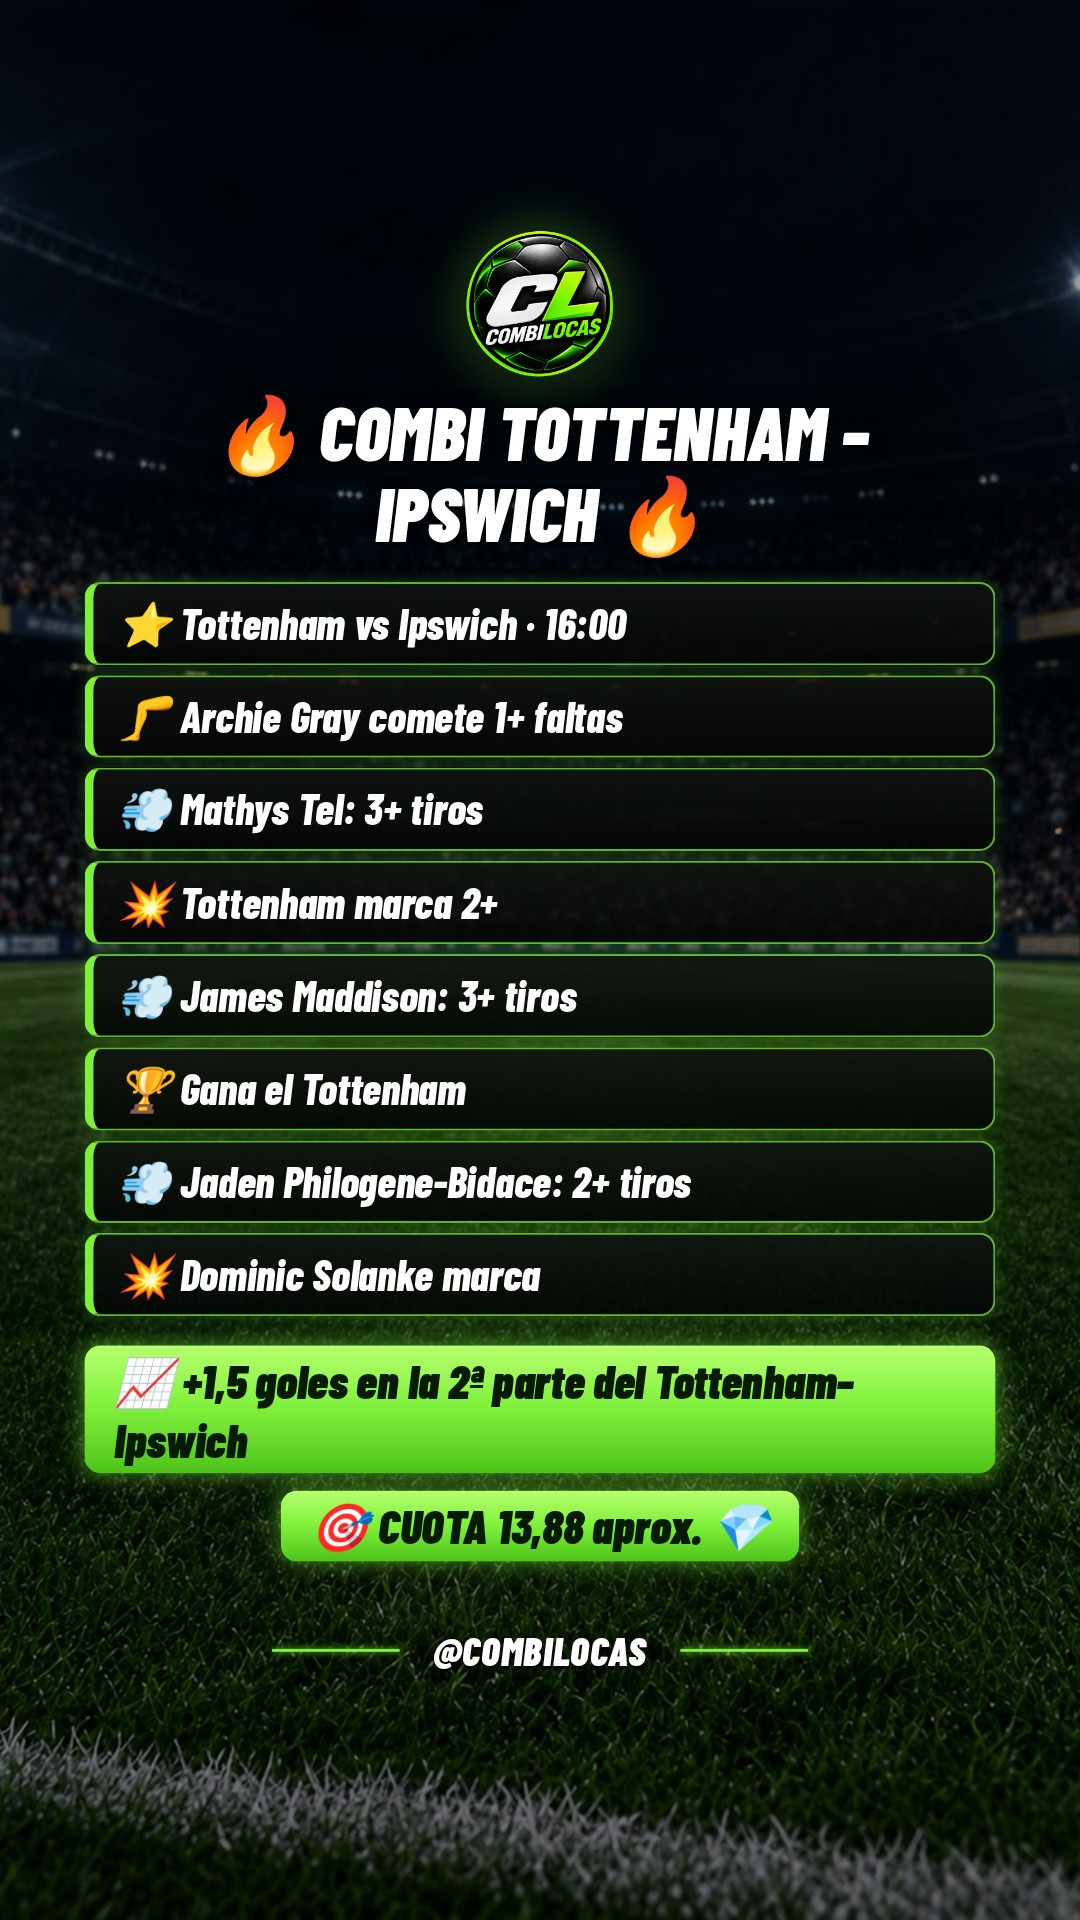 CL
COMBILOCAS
🔥 COMBI TOTTENHAM -
IPSWICH 🔥
⭐ Tottenham vs Ipswich · 16:00
🦵 Archie Gray comete 1+ faltas
💨 Mathys Tel: 3+ tiros
💥 Tottenham marca 2+
💨 James Maddison: 3+ tiros
🏆 Gana el Tottenham
💨 Jaden Philogene-Bidace: 2+ tiros
💥 Dominic Solanke marca
📈 +1,5 goles en la 2ª parte del Tottenham-
Ipswich
🎯 CUOTA 13,88 aprox. 💎
@COMBILOCAS